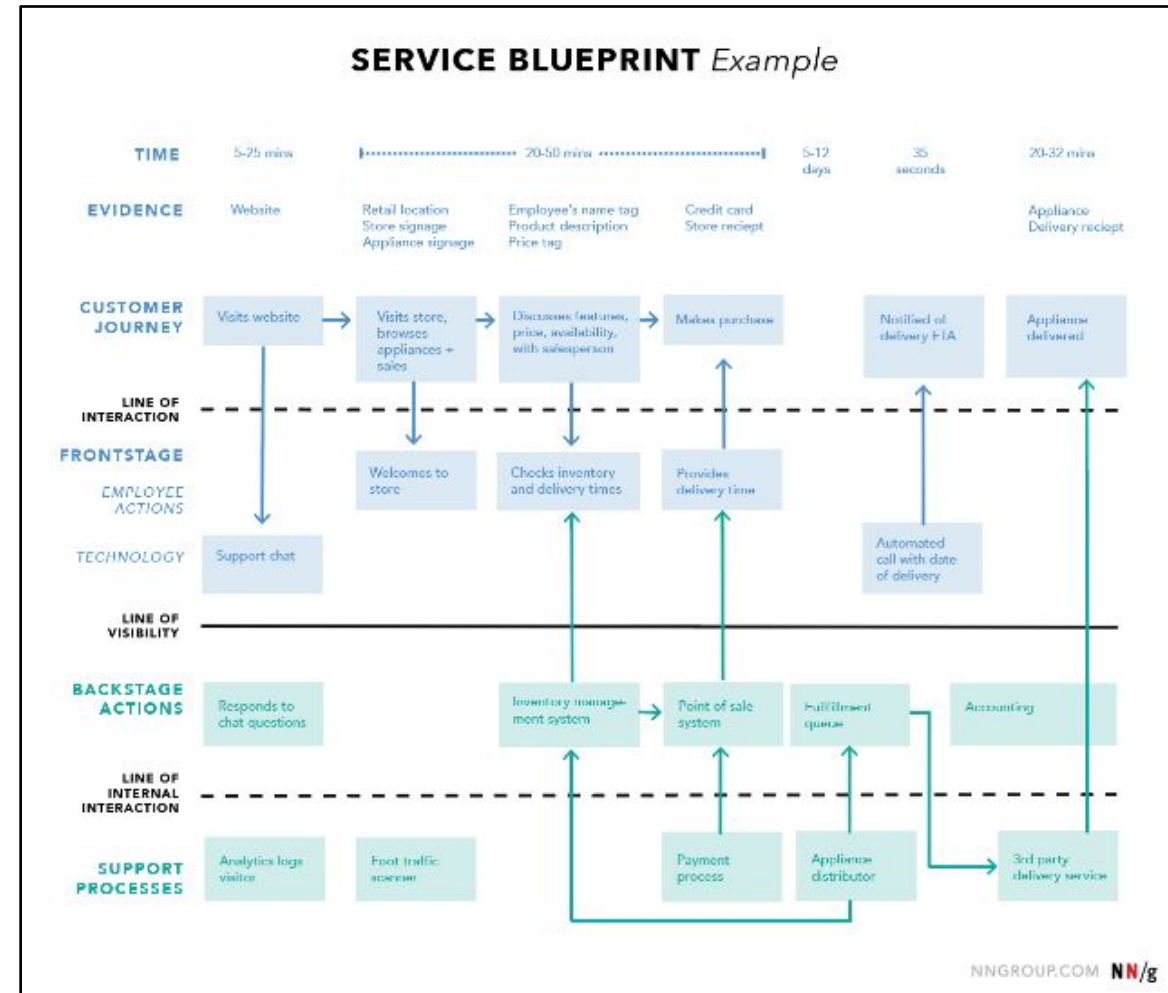 SERVICE BLUEPRINT Example
TIME
5-25 mins
20-50 mins
5-12
days
35
seconds
20-32 mins
EVIDENCE
Website
Retail location
Store signage
Appliance signage
Employee's name tag
Product description
Price tag
Credit card
Store reciept
Appliance
Delivery reciept
CUSTOMER
JOURNEY
Visits website
Visits store,
browses
appliances +
sales
Discusses features,
price, availability,
with salesperson
Makes purchase
Notified of
delivery ETA
Appliance
delivered
LINE OF
INTERACTION
FRONTSTAGE
EMPLOYEE
ACTIONS
Welcomes to
store
Checks inventory
and delivery times
Provides
delivery time
TECHNOLOGY
Support chat
Automated
call with date
of delivery
LINE OF
VISIBILITY
BACKSTAGE
ACTIONS
Responds to
chat questions
Inventory manage-
ment system
Point of sale
system
Fulfillment
queue
Accounting
LINE OF
INTERNAL
INTERACTION
SUPPORT
PROCESSES
Analytics logs
visitor
Foot traffic
scanner
Payment
process
Appliance
distributor
3rd party
delivery service
NNGROUP.COM NN/g